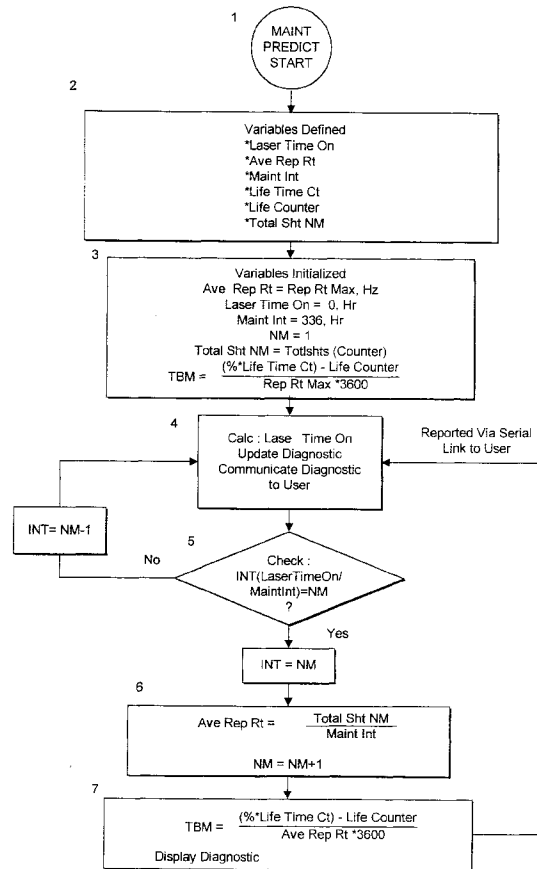 1
MAINT
PREDICT
START
2
Variables Defined
*Laser Time On
*Ave Rep Rt
*Maint Int
*Life Time Ct
*Life Counter
*Total Sht NM
3
Variables Initialized
Ave Rep Rt = Rep Rt Max, Hz
Laser Time On = 0, Hr
Maint Int = 336, Hr
NM = 1
Total Sht NM = Totlshts (Counter)
TBM = (%*Life Time Ct) - Life Counter
Rep Rt Max *3600
4
Calc : Lase Time On
Update Diagnostic
Communicate Diagnostic
to User
Reported Via Serial
Link to User
INT= NM-1
No
5
Check :
INT(LaserTimeOn/
MaintInt)=NM
?
Yes
INT = NM
6
Ave Rep Rt = Total Sht NM
Maint Int
NM = NM+1
7
TBM = (%*Life Time Ct) - Life Counter
Ave Rep Rt *3600
Display Diagnostic